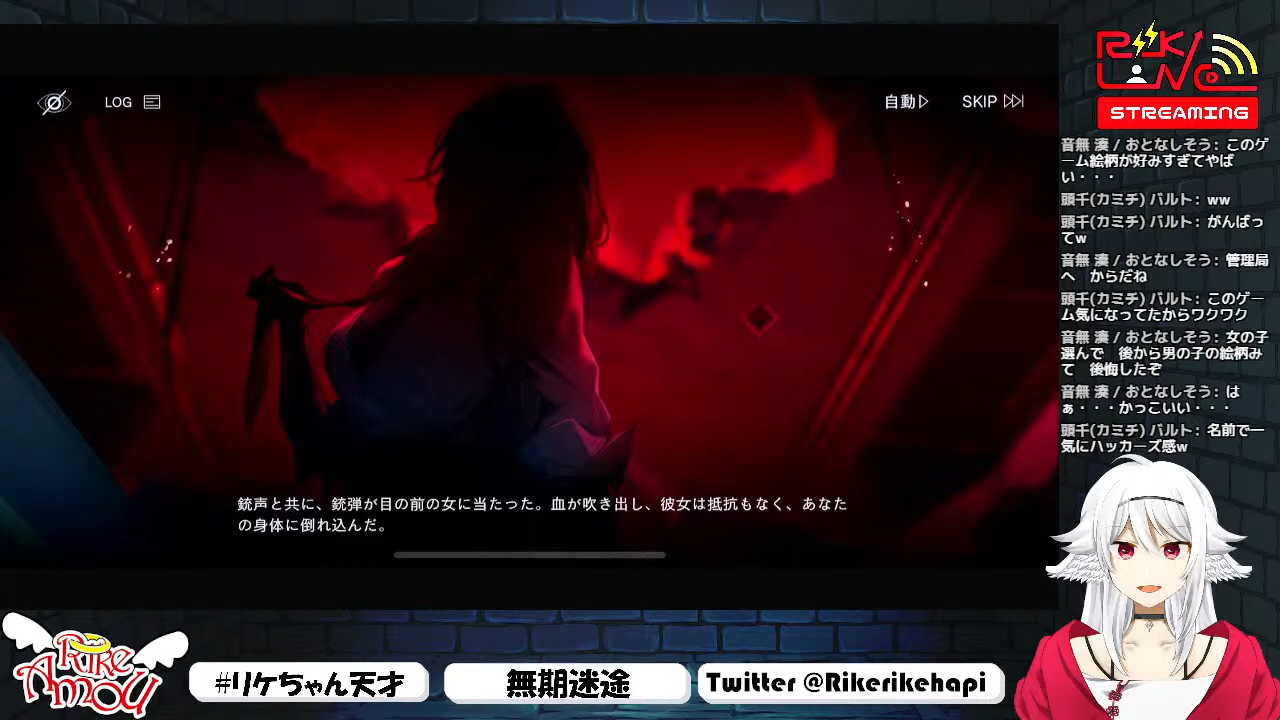 LOG
自動
SKIP
銃声と共に、銃弾が目の前の女に当たった。血が吹き出し、彼女は抵抗もなく、あなた
の身体に倒れ込んだ。
RIKE
LIVE
STREAMING
音無 湊 / おとなしそう: このゲ
ーム絵柄が好みすぎてやば
い・・・
頭千(カミチ) バルト: ww
頭千(カミチ) バルト: がんばっ
てw
音無 湊 / おとなしそう: 管理局
へ　からだね
頭千(カミチ) バルト: このゲー
ム気になってたからワクワク
音無 湊 / おとなしそう: 女の子
選んで　後から男の子の絵柄み
て　後悔したぞ
音無 湊 / おとなしそう: は
ぁ・・・かっこいい・・・
頭千(カミチ) バルト: 名前で一
気にハッカーズ感w
RIKE
AMOU
#リケちゃん天才
無期迷途
Twitter @Rikerikehapi